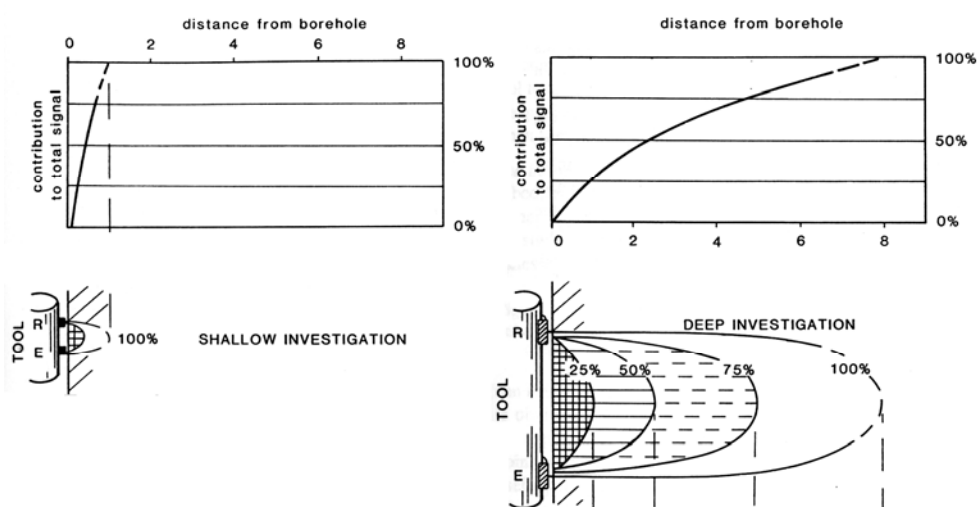 distance from borehole
0 2 4 6 8
100%
50%
0%
contribution
to total signal
TOOL
R
E
100%
SHALLOW INVESTIGATION
distance from borehole
100%
50%
0%
contribution
to total signal
0 2 4 6 8
DEEP INVESTIGATION
TOOL
R
E
25% 50% 75% 100%